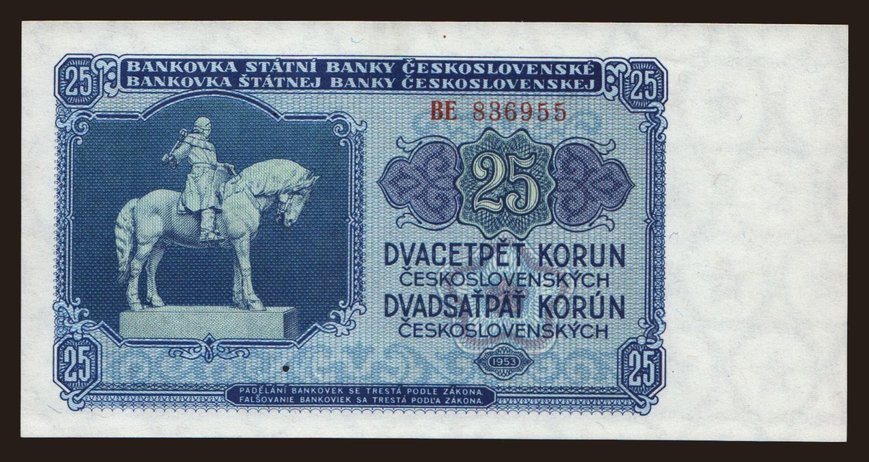 25 BANKOVKA STÁTNÍ BANKY ČESKOSLOVENSKÉ 25
BANKOVKA ŠTÁTNEJ BANKY ČESKOSLOVENSKEJ
BE 836955
25
DVACETPĚT KORUN
ČESKOSLOVENSKÝCH
DVADSAŤPÄŤ KORÚN
ČESKOSLOVENSKÝCH
25 1953 25
PADĚLÁNÍ BANKOVEK SE TRESTÁ PODLE ZÁKONA.
FALŠOVANIE BANKOVIEK SA TRESTÁ PODĽA ZÁKONA.